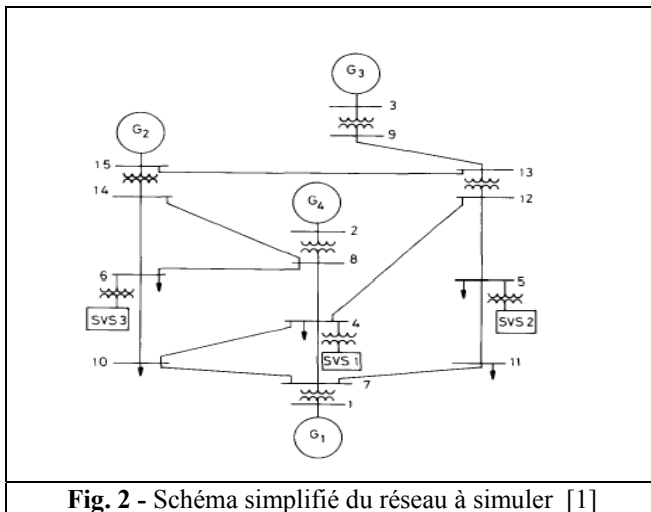 G3
3
9
G2
15
13
14
12
G4
2
8
6
5
SVS 3
4
SVS 2
SVS 1
10
7
11
1
G1
Fig. 2 - Schéma simplifié du réseau à simuler [1]